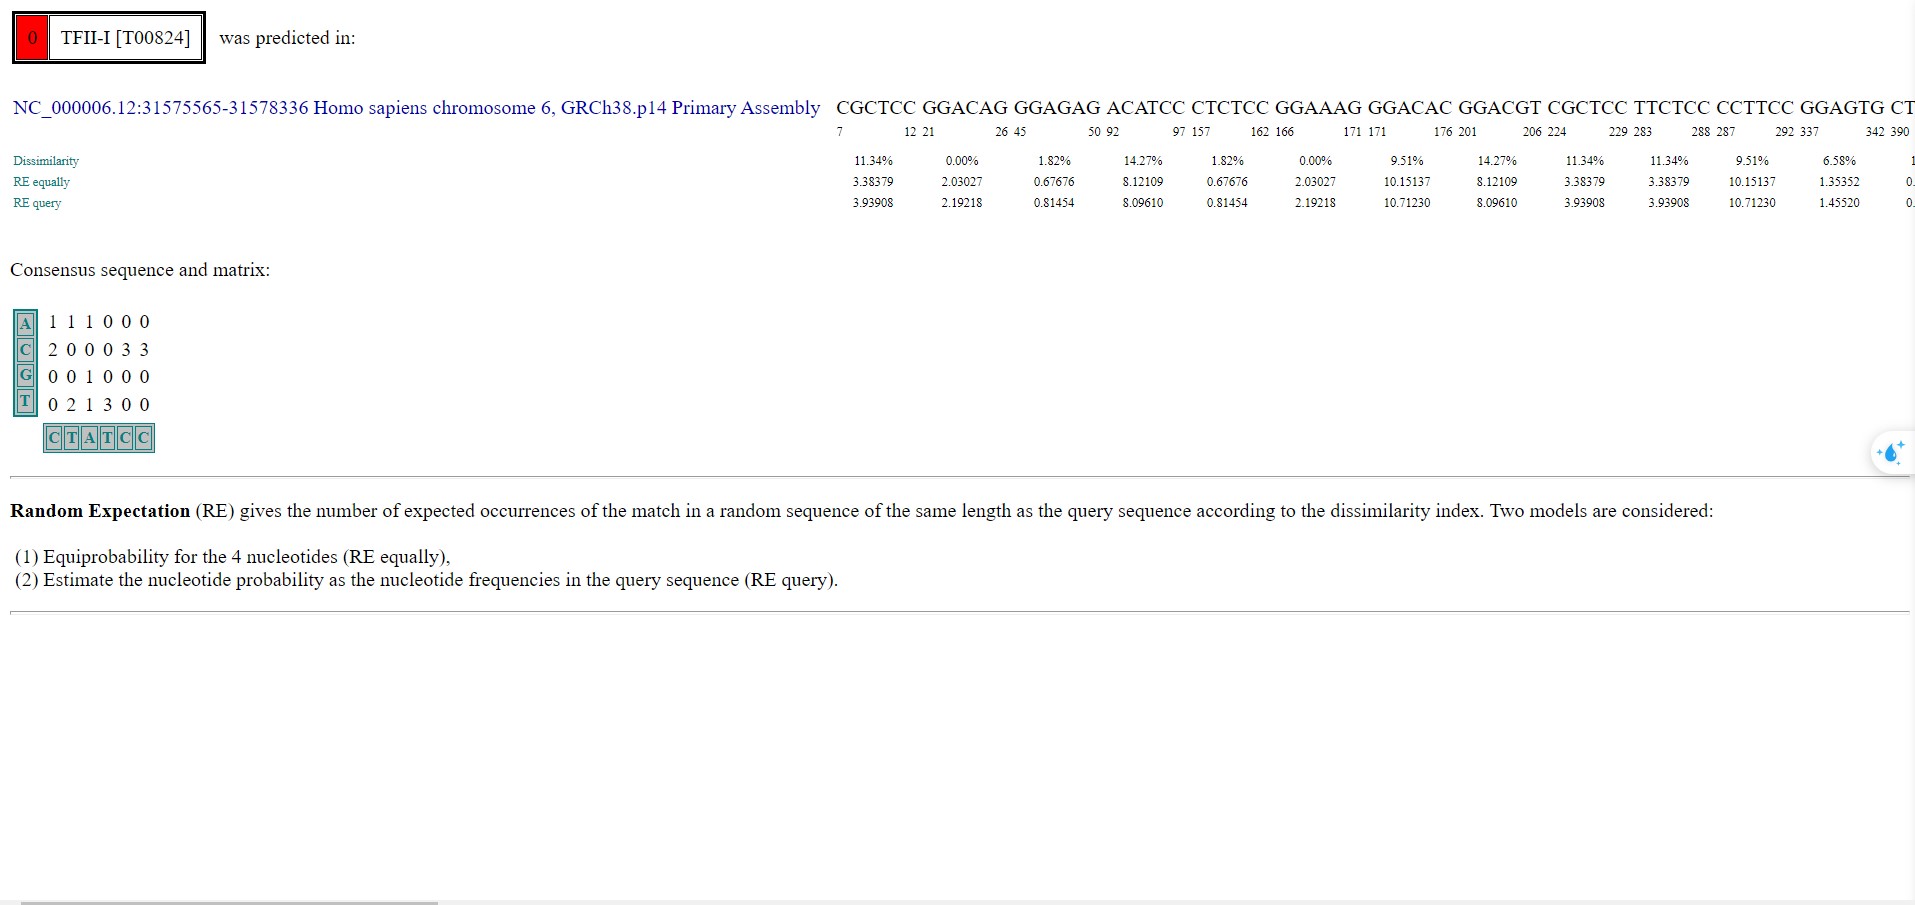 0 TFII-I [T00824] was predicted in:
NC_000006.12:31575565-31578336 Homo sapiens chromosome 6, GRCh38.p14 Primary Assembly CGCTCC GGACAG GGAGAG ACATCC CTCTCC GGAAAG GGACAC GGACGT CGCTCC TTCTCC CCTTCC GGAGTG CT
7 12 21 26 45 50 92 97 157 162 166 171 171 176 201 206 224 229 283 288 287 292 337 342 390
Dissimilarity 11.34% 0.00% 1.82% 14.27% 1.82% 0.00% 9.51% 14.27% 11.34% 11.34% 9.51% 6.58% 1
RE equally 3.38379 2.03027 0.67676 8.12109 0.67676 2.03027 10.15137 8.12109 3.38379 3.38379 10.15137 1.35352 0.
RE query 3.93908 2.19218 0.81454 8.09610 0.81454 2.19218 10.71230 8.09610 3.93908 3.93908 10.71230 1.45520 0.
Consensus sequence and matrix:
A 1 1 1 0 0 0
C 2 0 0 0 3 3
G 0 0 1 0 0 0
T 0 2 1 3 0 0
C T A T C C
Random Expectation (RE) gives the number of expected occurrences of the match in a random sequence of the same length as the query sequence according to the dissimilarity index. Two models are considered:
(1) Equiprobability for the 4 nucleotides (RE equally),
(2) Estimate the nucleotide probability as the nucleotide frequencies in the query sequence (RE query).